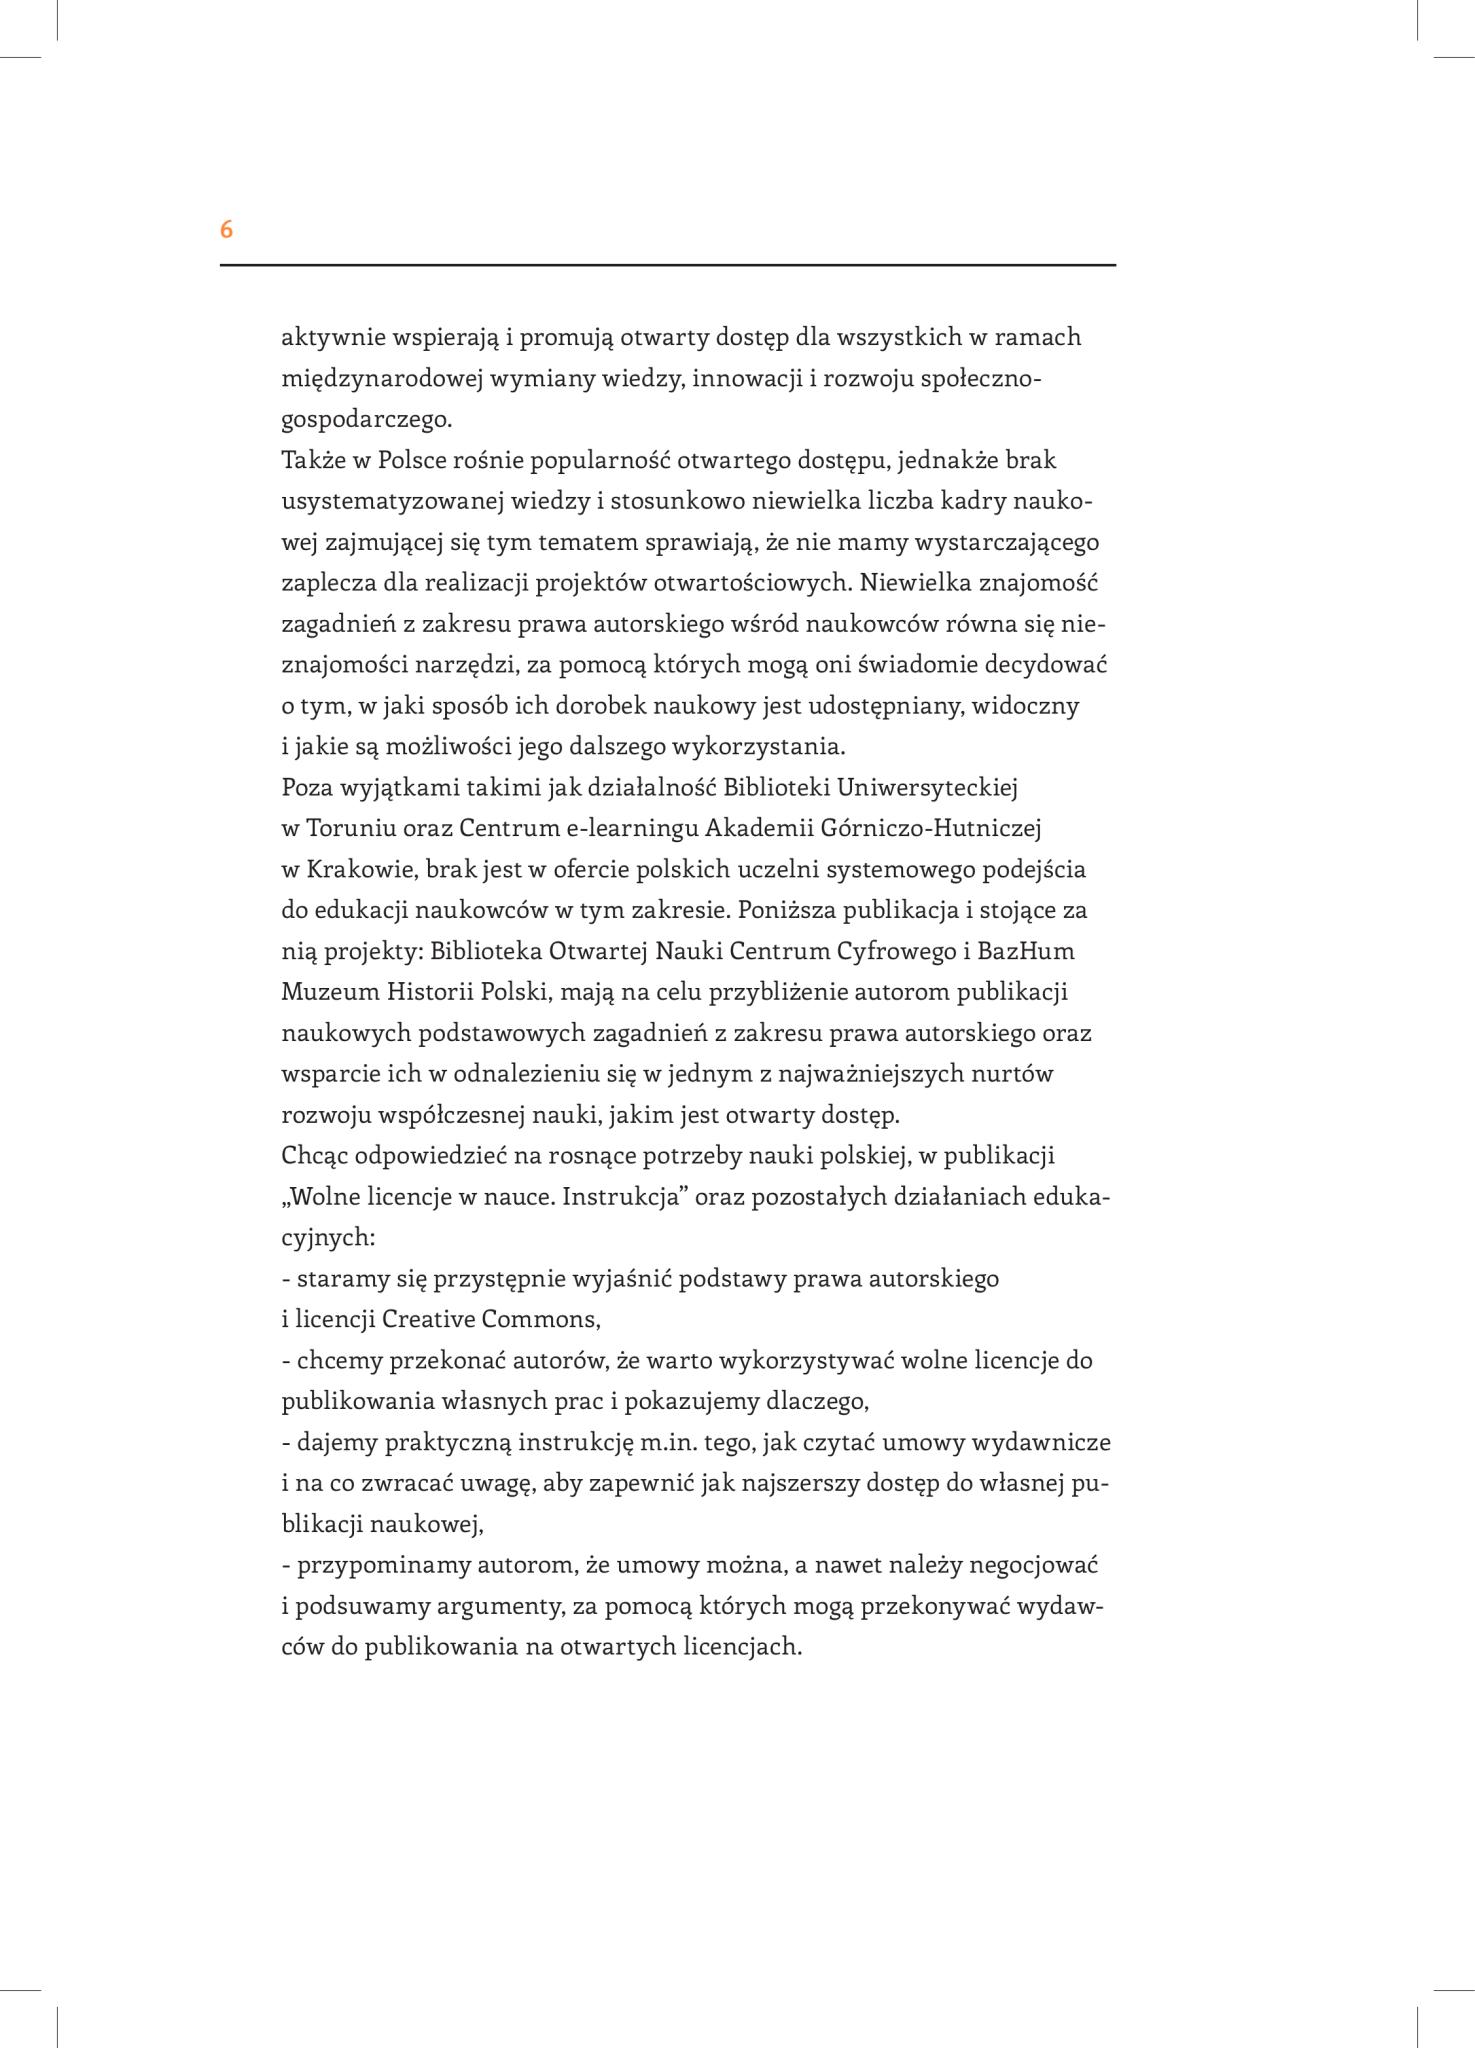 6
aktywnie wspierają i promują otwarty dostęp dla wszystkich w ramach
międzynarodowej wymiany wiedzy, innowacji i rozwoju społeczno-
gospodarczego.
Także w Polsce rośnie popularność otwartego dostępu, jednakże brak
usystematyzowanej wiedzy i stosunkowo niewielka liczba kadry nauko-
wej zajmującej się tym tematem sprawiają, że nie mamy wystarczającego
zaplecza dla realizacji projektów otwartościowych. Niewielka znajomość
zagadnień z zakresu prawa autorskiego wśród naukowców równa się nie-
znajomości narzędzi, za pomocą których mogą oni świadomie decydować
o tym, w jaki sposób ich dorobek naukowy jest udostępniany, widoczny
i jakie są możliwości jego dalszego wykorzystania.
Poza wyjątkami takimi jak działalność Biblioteki Uniwersyteckiej
w Toruniu oraz Centrum e-learningu Akademii Górniczo-Hutniczej
w Krakowie, brak jest w ofercie polskich uczelni systemowego podejścia
do edukacji naukowców w tym zakresie. Poniższa publikacja i stojące za
nią projekty: Biblioteka Otwartej Nauki Centrum Cyfrowego i BazHum
Muzeum Historii Polski, mają na celu przybliżenie autorom publikacji
naukowych podstawowych zagadnień z zakresu prawa autorskiego oraz
wsparcie ich w odnalezieniu się w jednym z najważniejszych nurtów
rozwoju współczesnej nauki, jakim jest otwarty dostęp.
Chcąc odpowiedzieć na rosnące potrzeby nauki polskiej, w publikacji
„Wolne licencje w nauce. Instrukcja” oraz pozostałych działaniach eduka-
cyjnych:
- staramy się przystępnie wyjaśnić podstawy prawa autorskiego
i licencji Creative Commons,
- chcemy przekonać autorów, że warto wykorzystywać wolne licencje do
publikowania własnych prac i pokazujemy dlaczego,
- dajemy praktyczną instrukcję m.in. tego, jak czytać umowy wydawnicze
i na co zwracać uwagę, aby zapewnić jak najszerszy dostęp do własnej pu-
blikacji naukowej,
- przypominamy autorom, że umowy można, a nawet należy negocjować
i podsuwamy argumenty, za pomocą których mogą przekonywać wydaw-
ców do publikowania na otwartych licencjach.